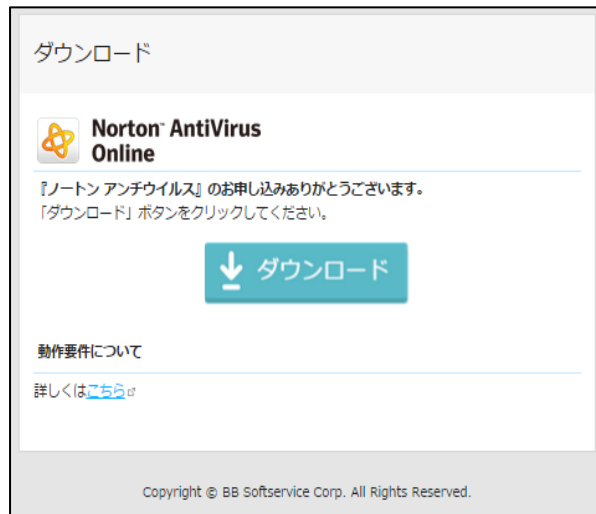 ダウンロード
Norton™ AntiVirus
Online
『ノートン アンチウイルス』のお申し込みありがとうございます。
「ダウンロード」ボタンをクリックしてください。
ダウンロード
動作要件について
詳しくはこちら
Copyright © BB Softservice Corp. All Rights Reserved.